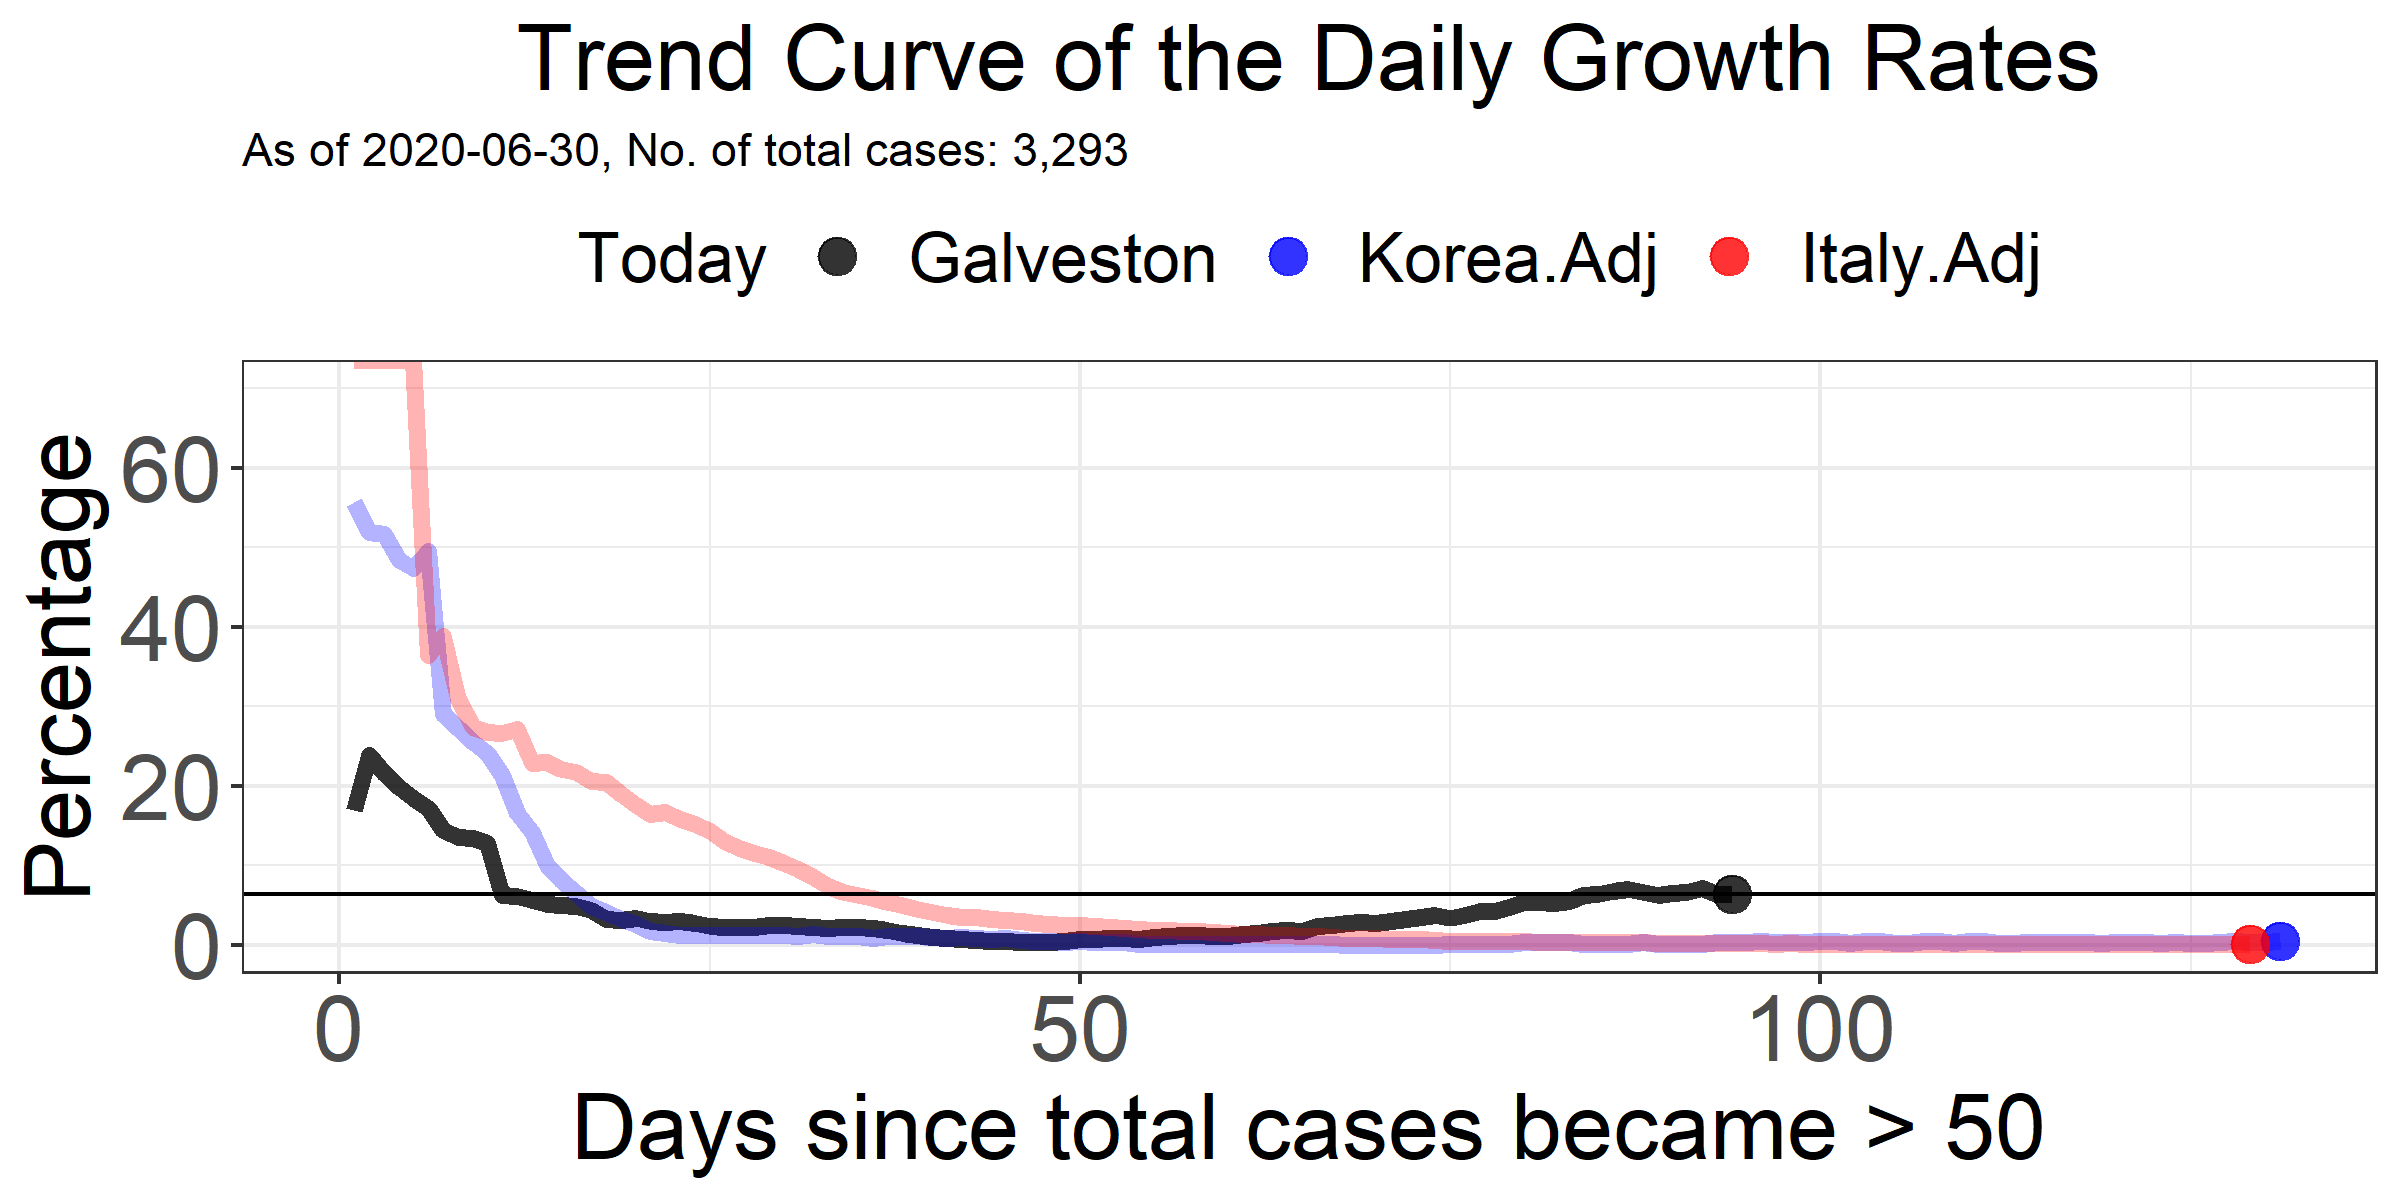 Trend Curve of the Daily Growth Rates
As of 2020-06-30, No. of total cases: 3,293
Today Galveston Korea.Adj Italy.Adj
Percentage
60
40
20
0
0 50 100
Days since total cases became > 50